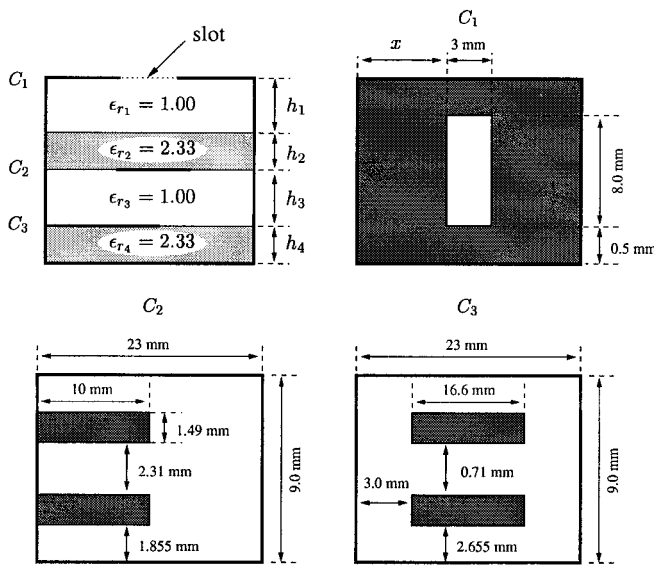 slot
C₁
ϵ_r₁ = 1.00
h₁
ϵ_r₂ = 2.33
h₂
C₂
ϵ_r₃ = 1.00
h₃
C₃
ϵ_r₄ = 2.33
h₄
C₁
x
3 mm
8.0 mm
0.5 mm
C₂
23 mm
10 mm
1.49 mm
2.31 mm
1.855 mm
9.0 mm
C₃
23 mm
16.6 mm
3.0 mm
0.71 mm
2.655 mm
9.0 mm